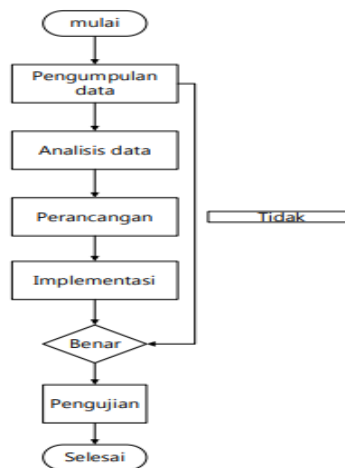 mulai
Pengumpulan
data
Analisis data
Perancangan
Tidak
Implementasi
Benar
Pengujian
Selesai